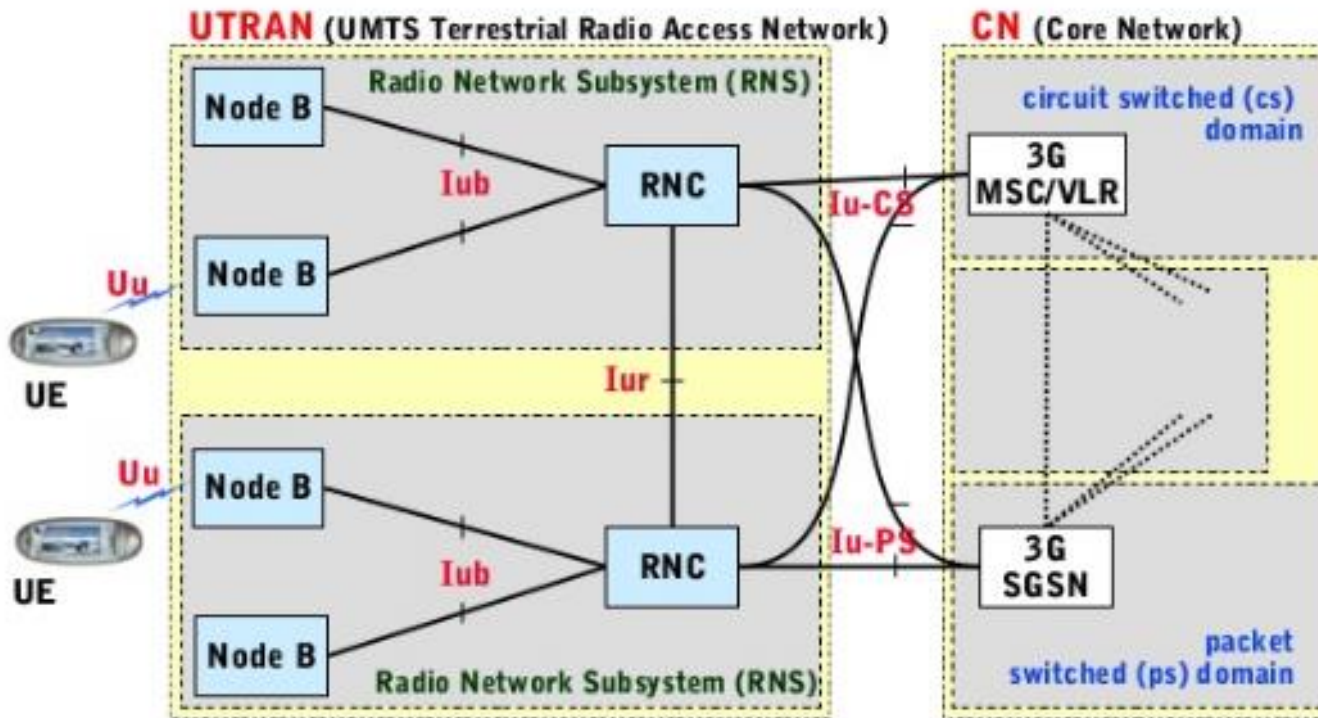 UTRAN (UMTS Terrestrial Radio Access Network)
CN (Core Network)
Radio Network Subsystem (RNS)
Node B
Iub
Node B
RNC
Uu
UE
Iur
Iu-CS
circuit switched (cs)
domain
3G
MSC/VLR
Uu
UE
Node B
Iub
Node B
RNC
Radio Network Subsystem (RNS)
Iu-PS
3G
SGSN
packet
switched (ps) domain